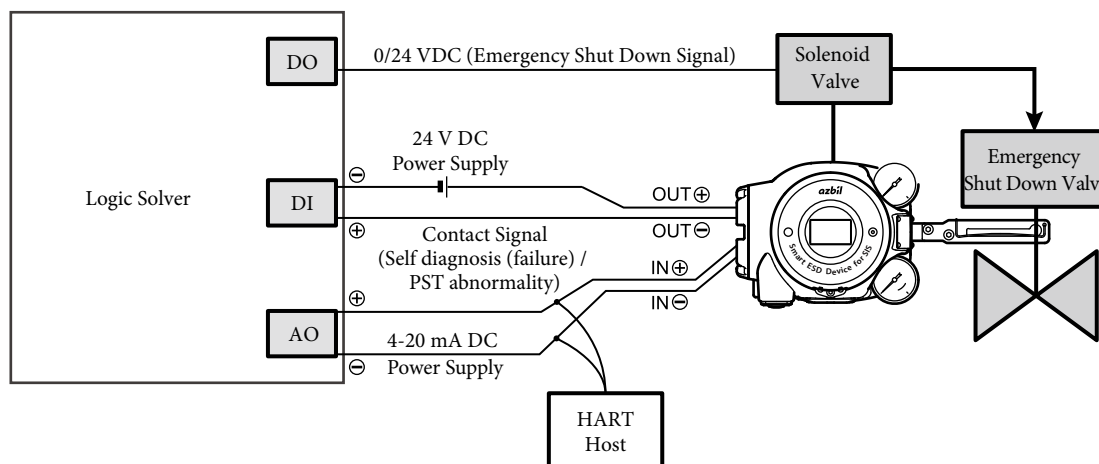 DO
0/24 VDC (Emergency Shut Down Signal)
Solenoid
Valve
24 V DC
Power Supply
Emergency
Shut Down Valv
Logic Solver
DI
⊖
⊕
OUT⊕
OUT⊖
azbil
Smart ESD Device for SIS
Contact Signal
(Self diagnosis (failure) /
PST abnormality)
IN⊕
IN⊖
AO
⊕
⊖
4-20 mA DC
Power Supply
HART
Host